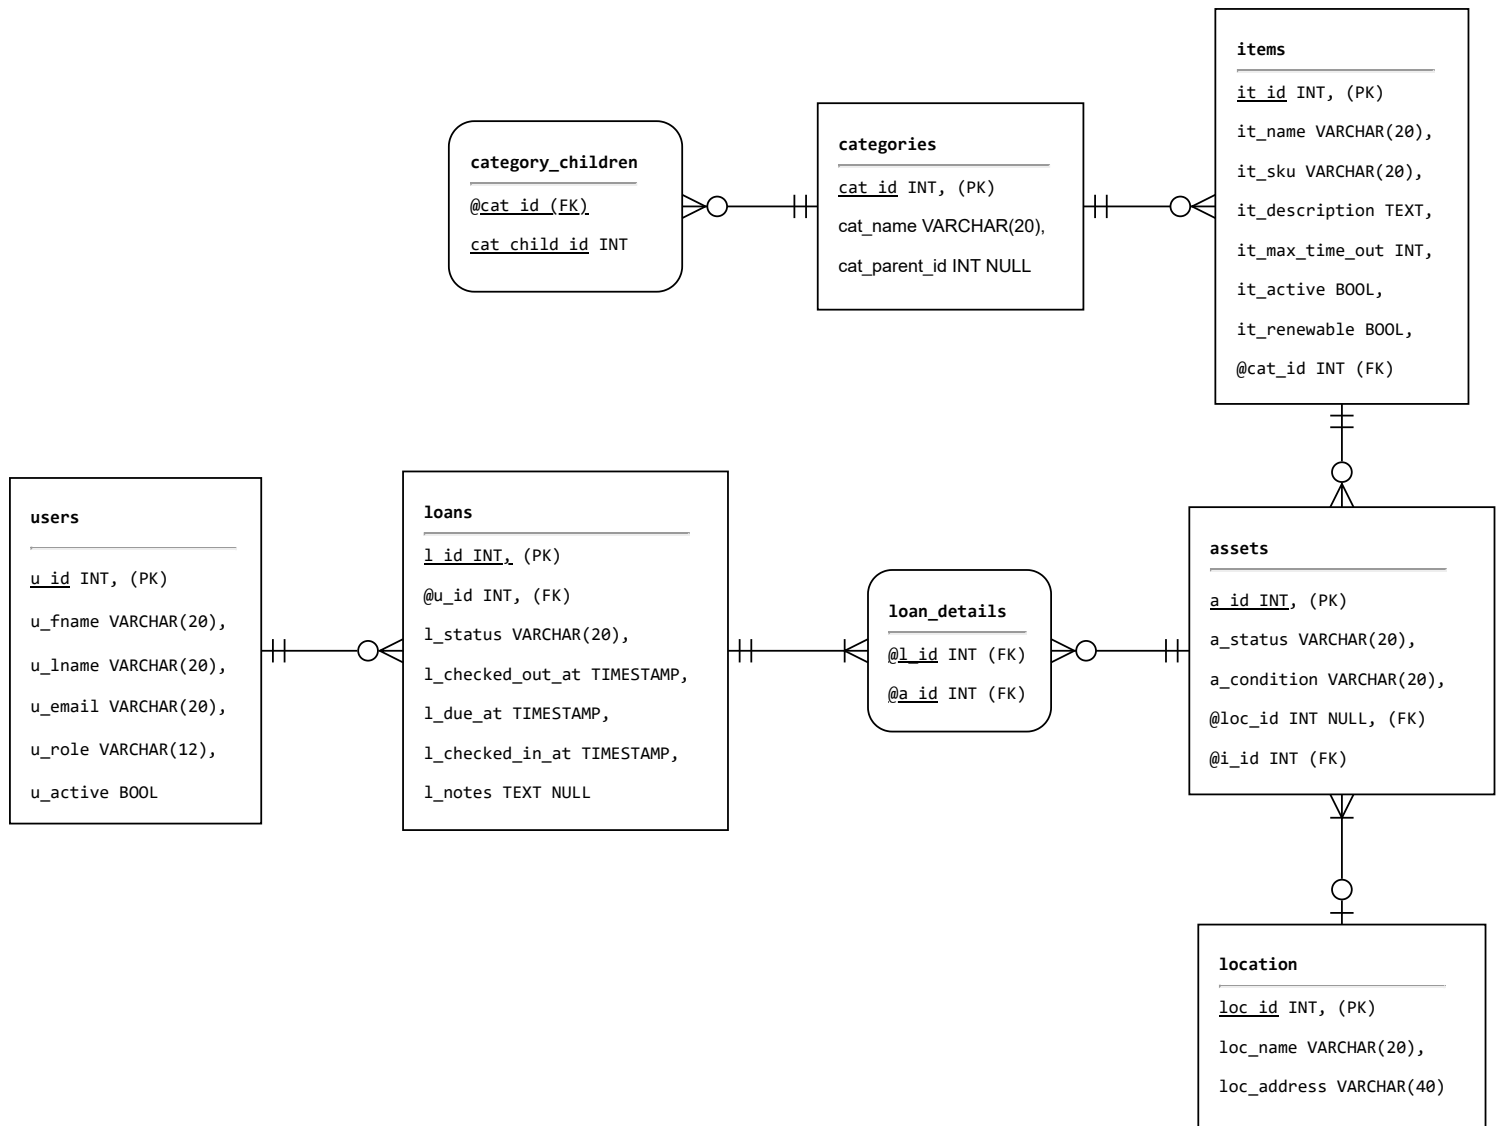 items
it_id INT, (PK)
it_name VARCHAR(20),
it_sku VARCHAR(20),
it_description TEXT,
it_max_time_out INT,
it_active BOOL,
it_renewable BOOL,
@cat_id INT (FK)
categories
cat_id INT, (PK)
cat_name VARCHAR(20),
cat_parent_id INT NULL
category_children
@cat_id (FK)
cat_child_id INT
users
u_id INT, (PK)
u_fname VARCHAR(20),
u_lname VARCHAR(20),
u_email VARCHAR(20),
u_role VARCHAR(12),
u_active BOOL
loans
l_id INT, (PK)
@u_id INT, (FK)
l_status VARCHAR(20),
l_checked_out_at TIMESTAMP,
l_due_at TIMESTAMP,
l_checked_in_at TIMESTAMP,
l_notes TEXT NULL
loan_details
@l_id INT (FK)
@a_id INT (FK)
assets
a_id INT, (PK)
a_status VARCHAR(20),
a_condition VARCHAR(20),
@loc_id INT NULL, (FK)
@i_id INT (FK)
location
loc_id INT, (PK)
loc_name VARCHAR(20),
loc_address VARCHAR(40)